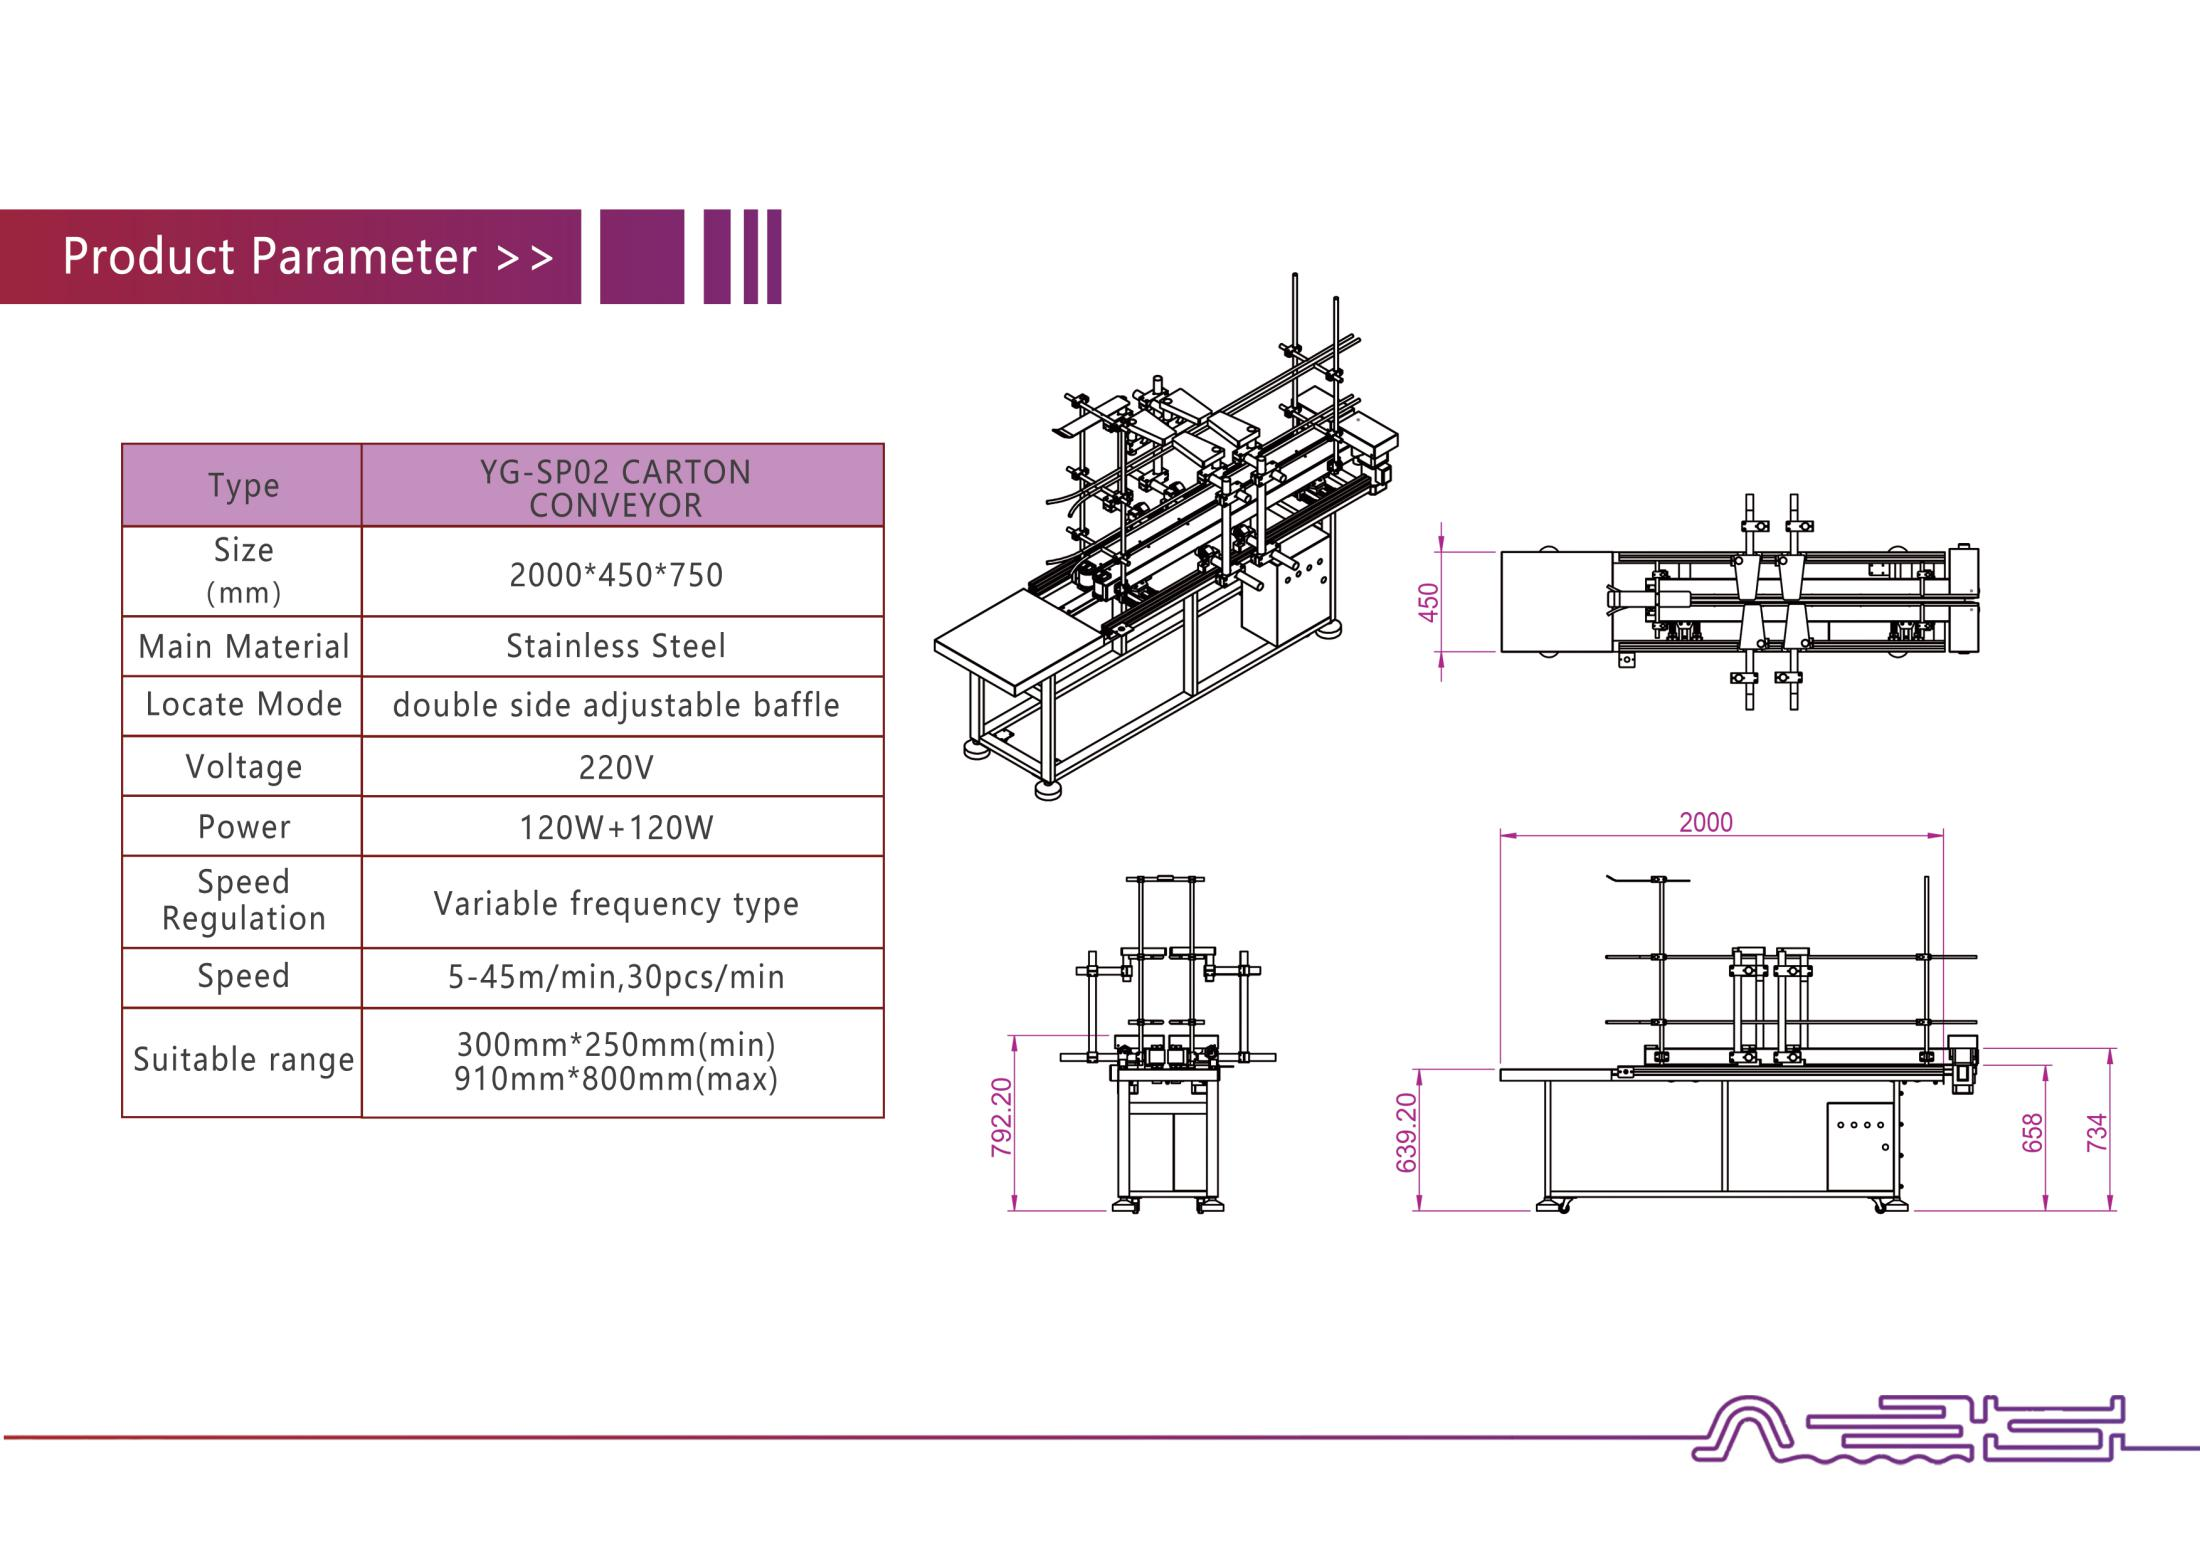 Product Parameter >>
Type
YG-SP02 CARTON
CONVEYOR
Size
(mm)
2000*450*750
Main Material
Stainless Steel
Locate Mode
double side adjustable baffle
Voltage
220V
Power
120W+120W
Speed
Regulation
Variable frequency type
Speed
5-45m/min,30pcs/min
Suitable range
300mm*250mm(min)
910mm*800mm(max)
450
2000
792.20
639.20
658
734